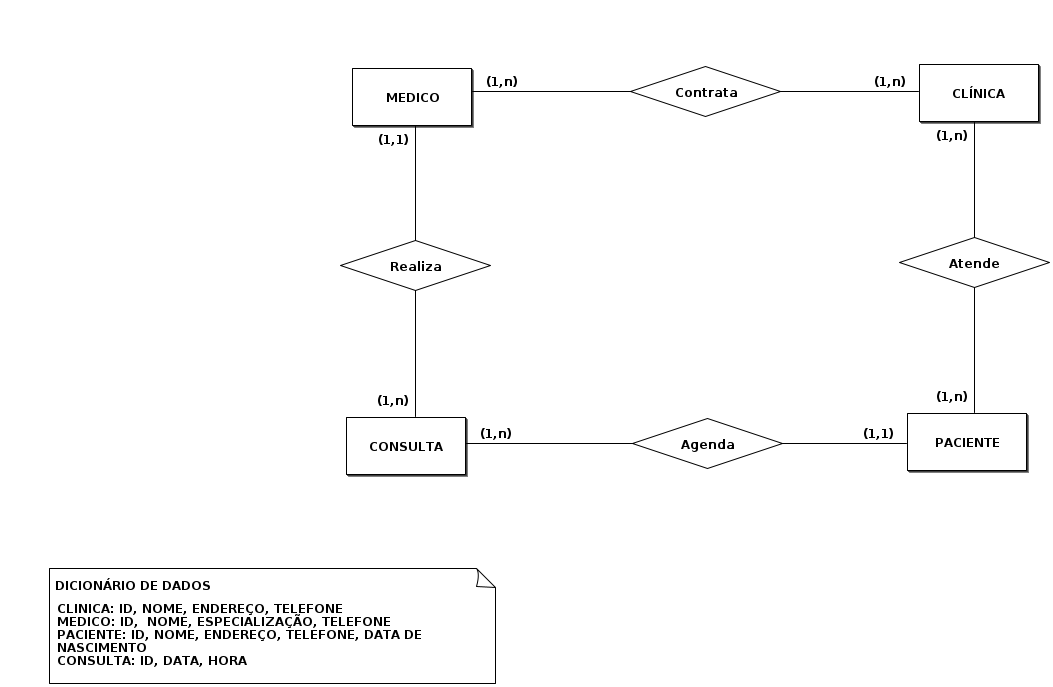 (1,n)
(1,n)
MEDICO
Contrata
CLÍNICA
(1,1)
(1,n)
Realiza
Atende
(1,n)
(1,n)
CONSULTA
(1,n)
Agenda
(1,1)
PACIENTE
DICIONÁRIO DE DADOS
CLINICA: ID, NOME, ENDEREÇO, TELEFONE
MEDICO: ID,  NOME, ESPECIALIZAÇÃO, TELEFONE
PACIENTE: ID, NOME, ENDEREÇO, TELEFONE, DATA DE
NASCIMENTO
CONSULTA: ID, DATA, HORA